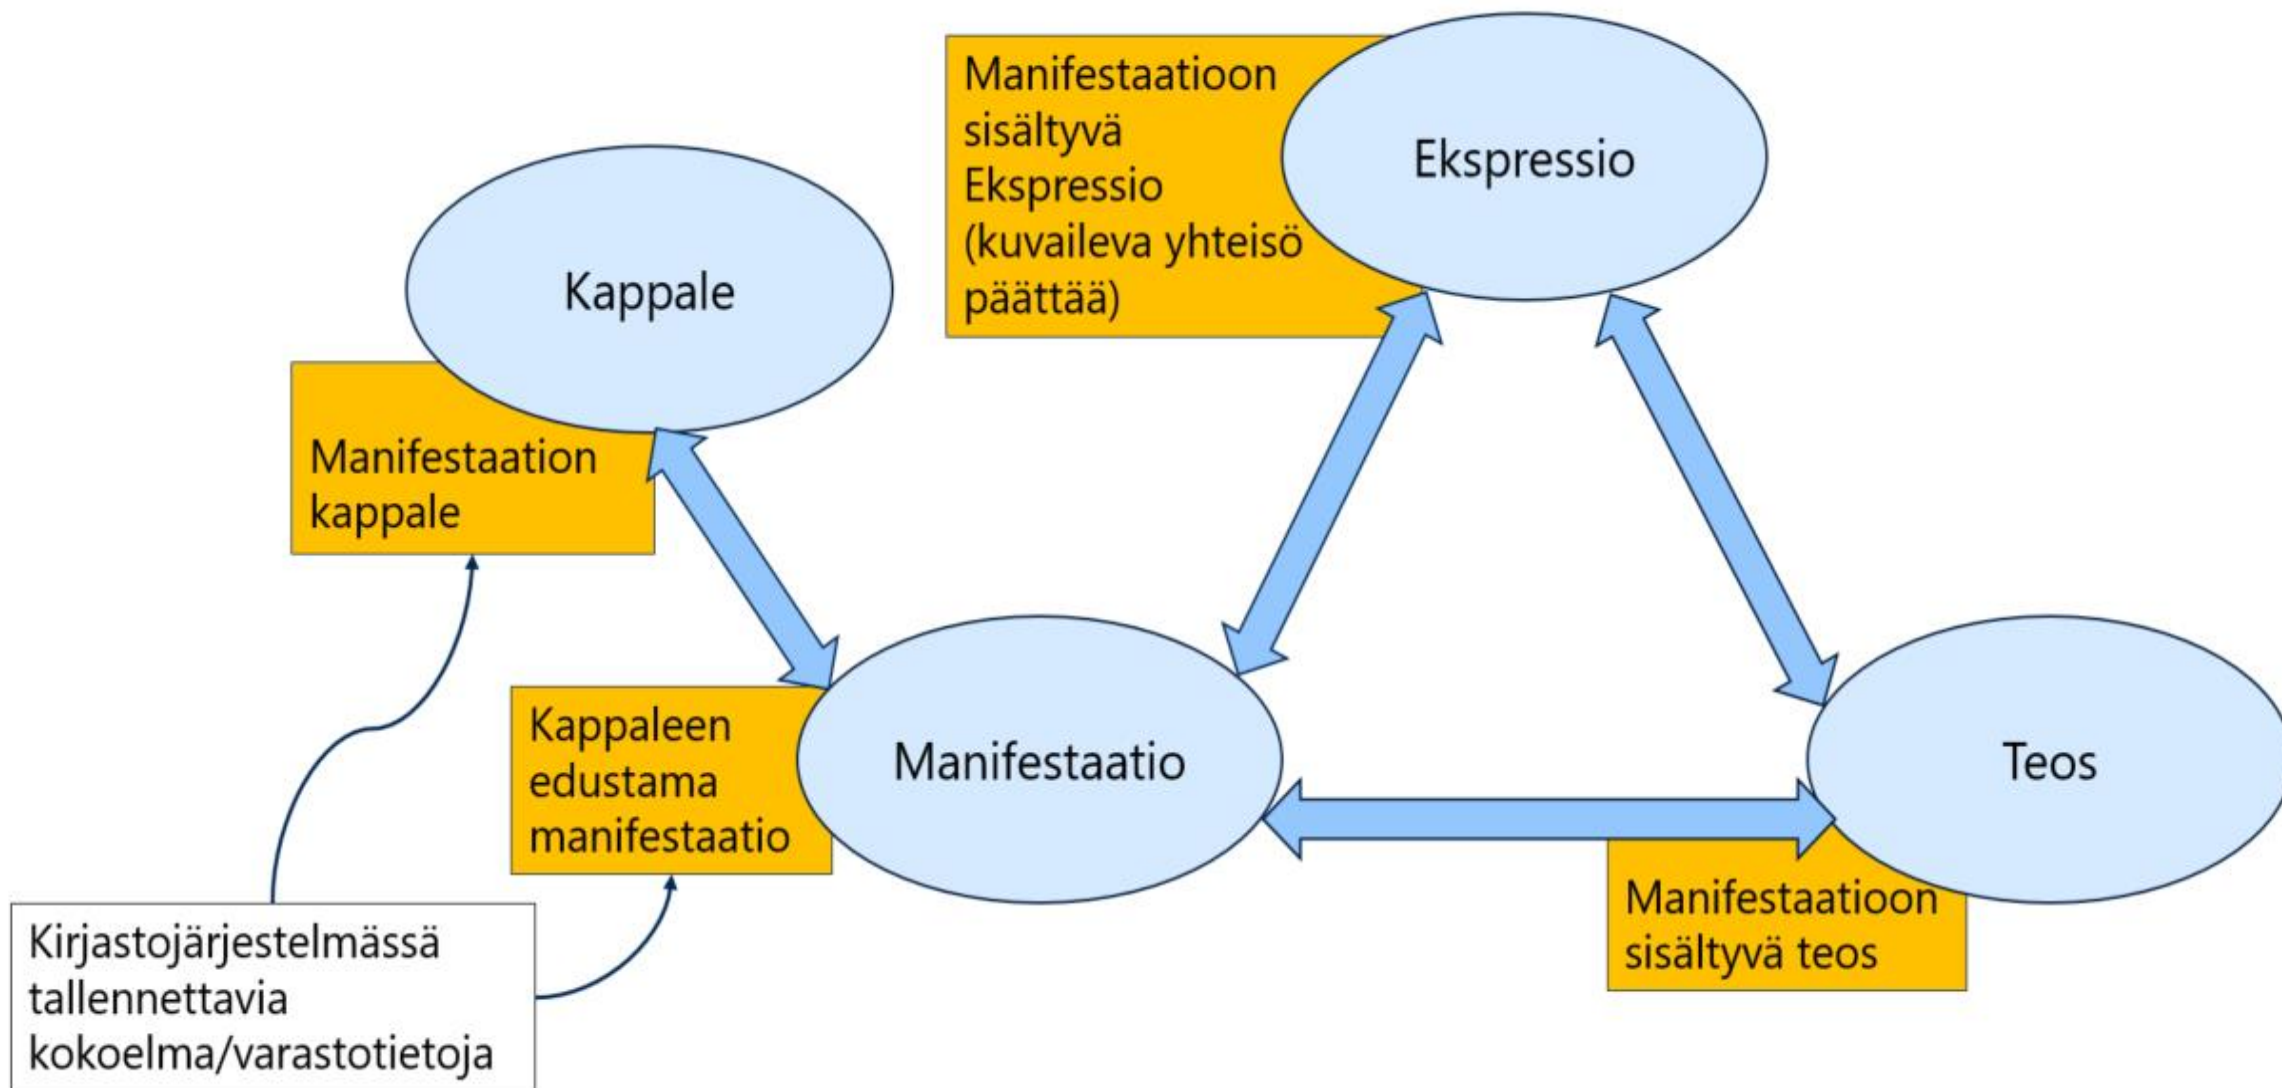 Manifestaatioon
sisältyvä
Ekspressio
(kuvaileva yhteisö
päättää)
Ekspressio
Kappale
Manifestaation
kappale
Kappaleen
edustama
manifestaatio
Manifestaatio
Teos
Manifestaatioon
sisältyvä teos
Kirjastojärjestelmässä
tallennettavia
kokoelma/varastotietoja